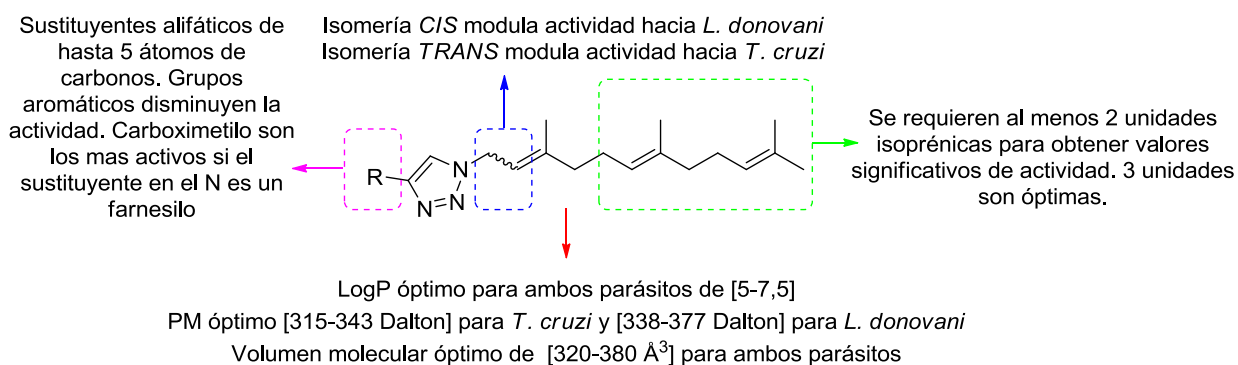 Sustituyentes alifáticos de
hasta 5 átomos de
carbonos. Grupos
aromáticos disminuyen la
actividad. Carboximetilo son
los mas activos si el
sustituyente en el N es un
farnesilo
Isomería CIS modula actividad hacia L. donovani
Isomería TRANS modula actividad hacia T. cruzi
Se requieren al menos 2 unidades
isoprénicas para obtener valores
significativos de actividad. 3 unidades
son óptimas.
R
N
N
N
LogP óptimo para ambos parásitos de [5-7,5]
PM óptimo [315-343 Dalton] para T. cruzi y [338-377 Dalton] para L. donovani
Volumen molecular óptimo de [320-380 Å³] para ambos parásitos